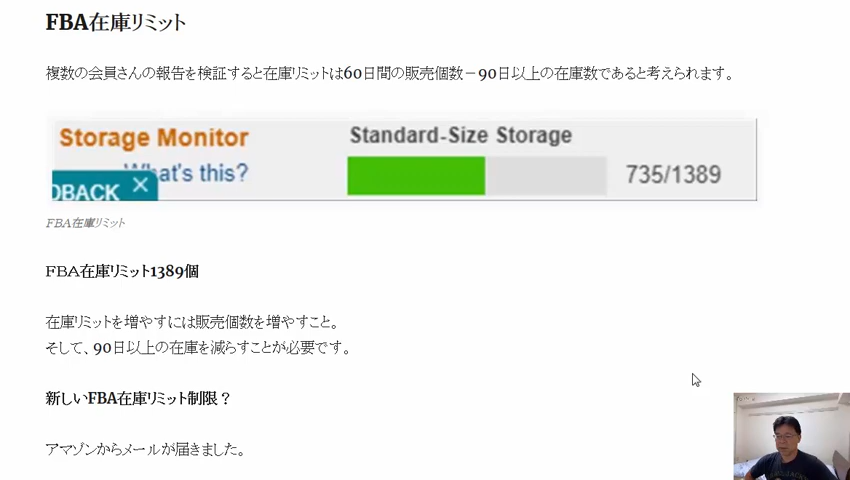 FBA在庫リミット
複数の会員さんの報告を検証すると在庫リミットは60日間の販売個数－90日以上の在庫数であると考えられます。
Storage Monitor
Standard-Size Storage
What's this?
735/1389
DBACK ×
FBA在庫リミット
FBA在庫リミット1389個
在庫リミットを増やすには販売個数を増やすこと。
そして、90日以上の在庫を減らすことが必要です。
新しいFBA在庫リミット制限？
アマゾンからメールが届きました。